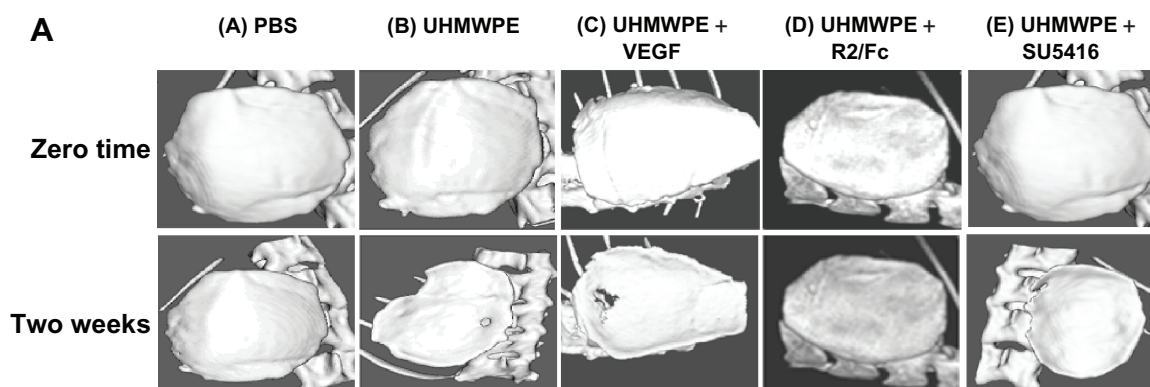 A
(A) PBS
(B) UHMWPE
(C) UHMWPE +
VEGF
(D) UHMWPE +
R2/Fc
(E) UHMWPE +
SU5416
Zero time
Two weeks